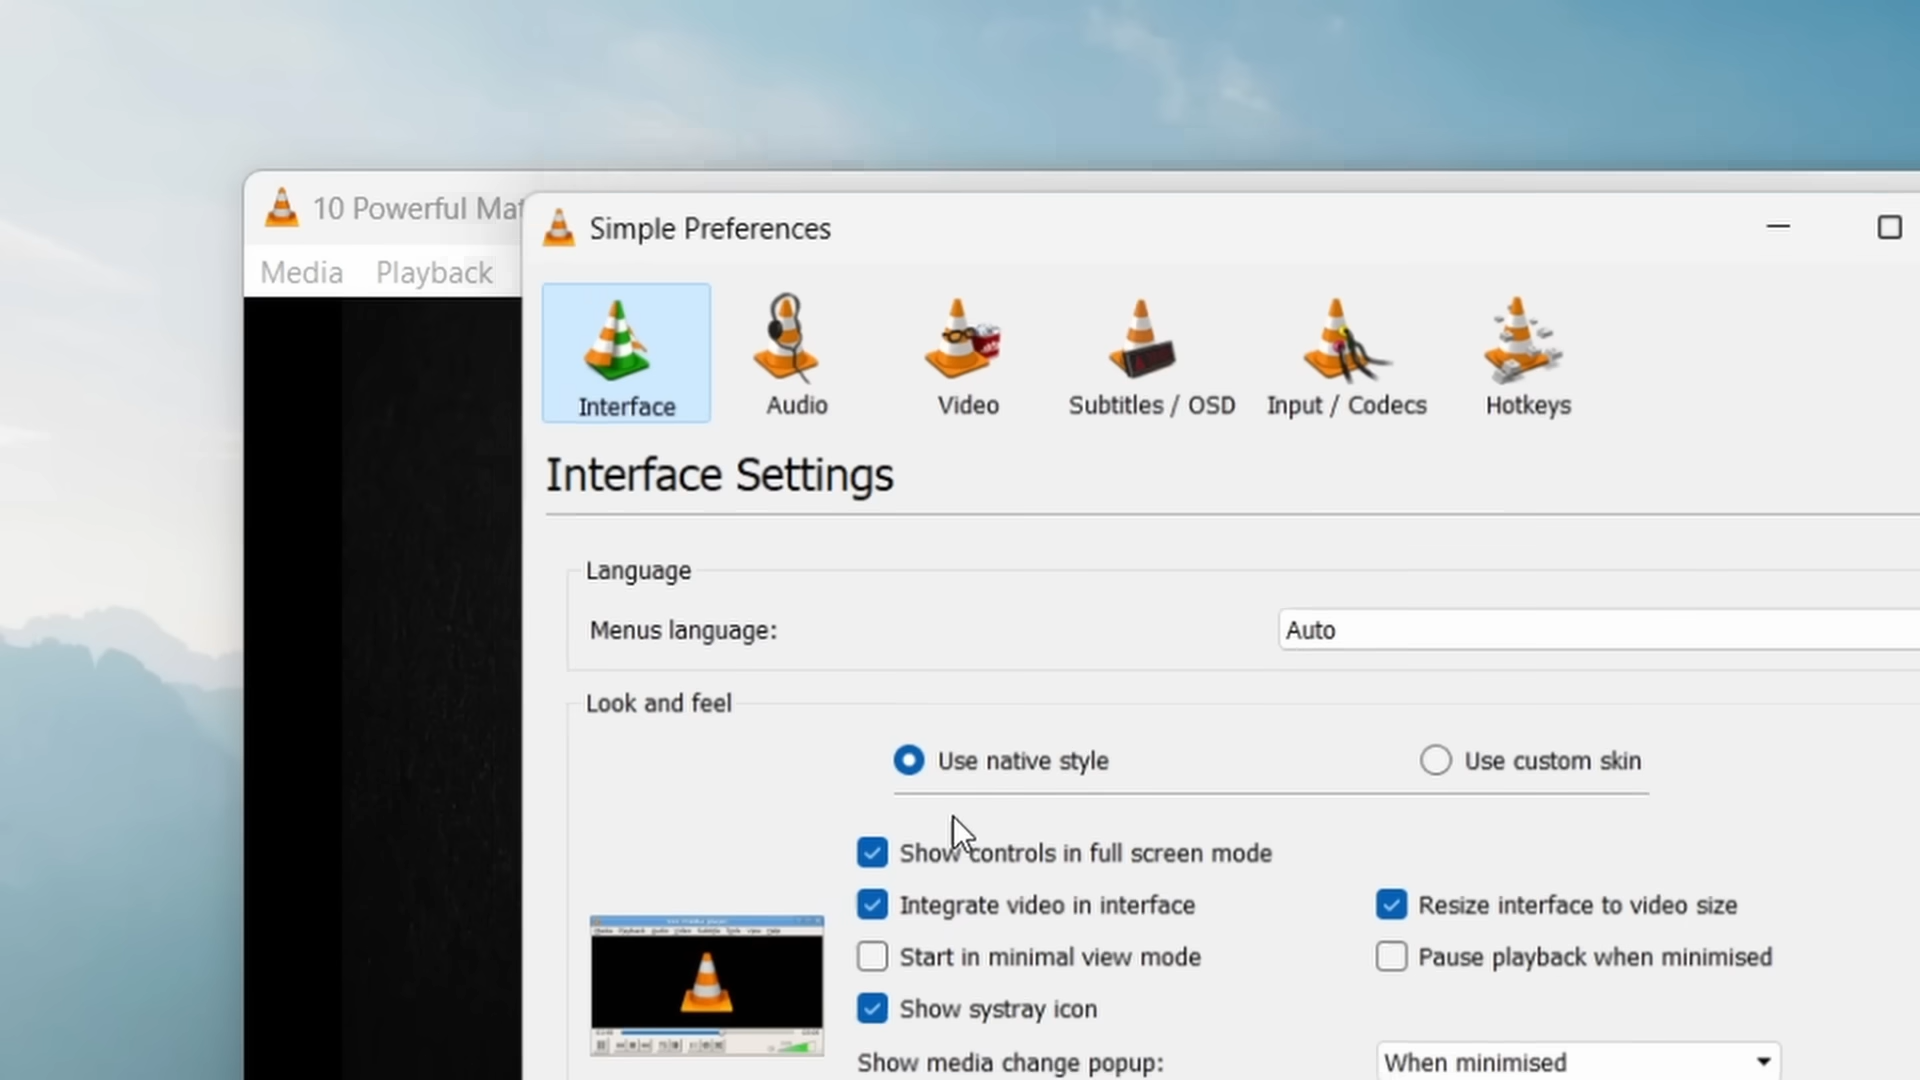 10 Powerful Mat
Simple Preferences
Media Playback
Interface Audio Video Subtitles / OSD Input / Codecs Hotkeys
Interface Settings
Language
Menus language: Auto
Look and feel
Use native style Use custom skin
Show controls in full screen mode
Integrate video in interface Resize interface to video size
Start in minimal view mode Pause playback when minimised
Show systray icon
Show media change popup: When minimised